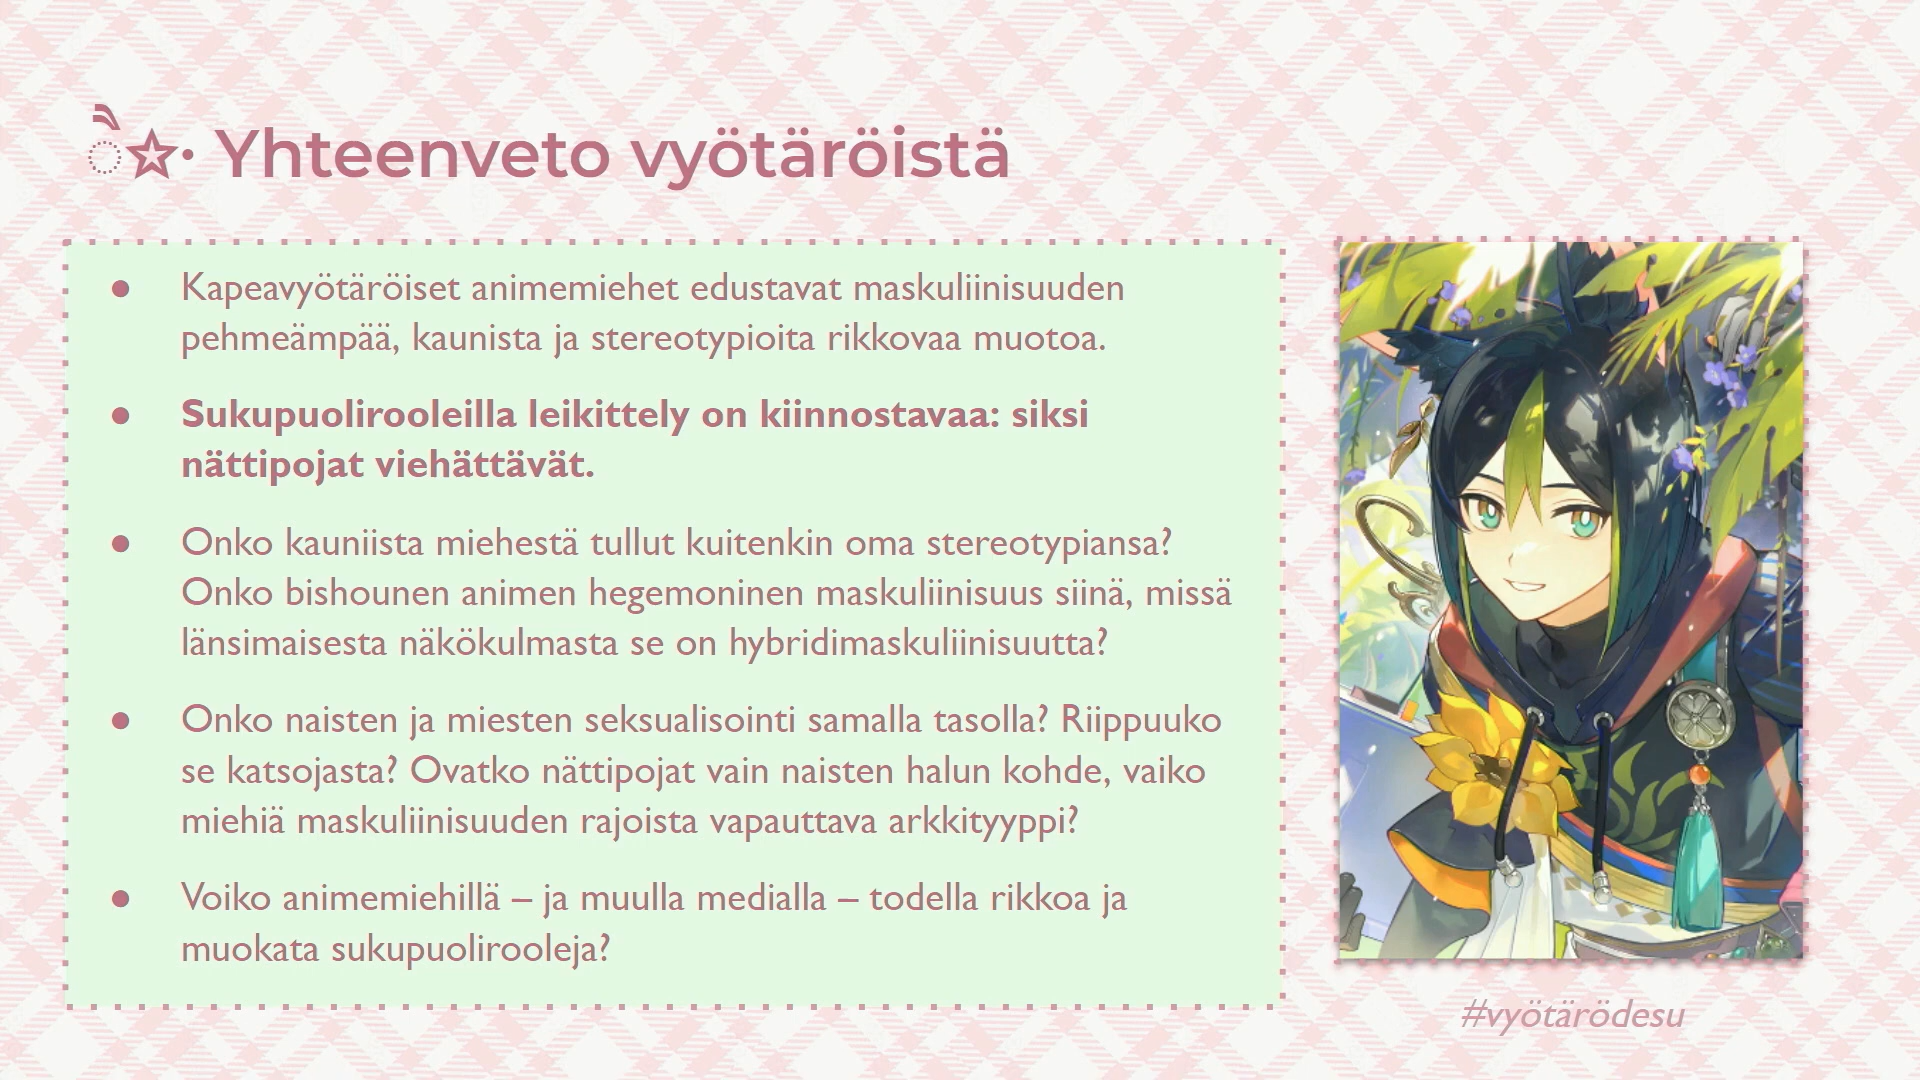 ੈ☆· Yhteenveto vyötäröistä
● Kapeavyötäröiset animemiehet edustavat maskuliinisuuden
pehmeämpää, kaunista ja stereotypioita rikkovaa muotoa.
● Sukupuolirooleilla leikittely on kiinnostavaa: siksi
nättipojat viehättävät.
● Onko kauniista miehestä tullut kuitenkin oma stereotypiansa?
Onko bishounen animen hegemoninen maskuliinisuus siinä, missä
länsimaisesta näkökulmasta se on hybridimaskuliinisuutta?
● Onko naisten ja miesten seksualisointi samalla tasolla? Riippuuko
se katsojasta? Ovatko nättipojat vain naisten halun kohde, vaiko
miehiä maskuliinisuuden rajoista vapauttava arkkityyppi?
● Voiko animemiehillä – ja muulla medialla – todella rikkoa ja
muokata sukupuolirooleja?
#vyötärödesu